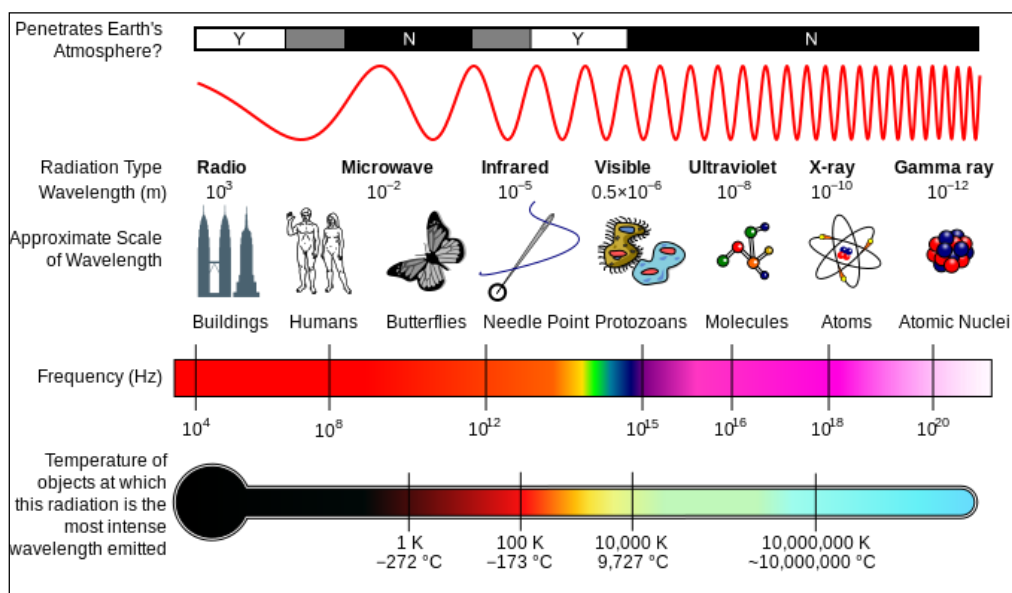 Penetrates Earth's
Atmosphere?
Y N Y N
Radiation Type
Radio Microwave Infrared Visible Ultraviolet X-ray Gamma ray
Wavelength (m)
10³ 10⁻² 10⁻⁵ 0.5×10⁻⁶ 10⁻⁸ 10⁻¹⁰ 10⁻¹²
Approximate Scale
of Wavelength
Buildings Humans Butterflies Needle Point Protozoans Molecules Atoms Atomic Nuclei
Frequency (Hz)
10⁴ 10⁸ 10¹² 10¹⁵ 10¹⁶ 10¹⁸ 10²⁰
Temperature of
objects at which
this radiation is the
most intense
wavelength emitted
1 K 100 K 10,000 K 10,000,000 K
−272 °C −173 °C 9,727 °C ~10,000,000 °C